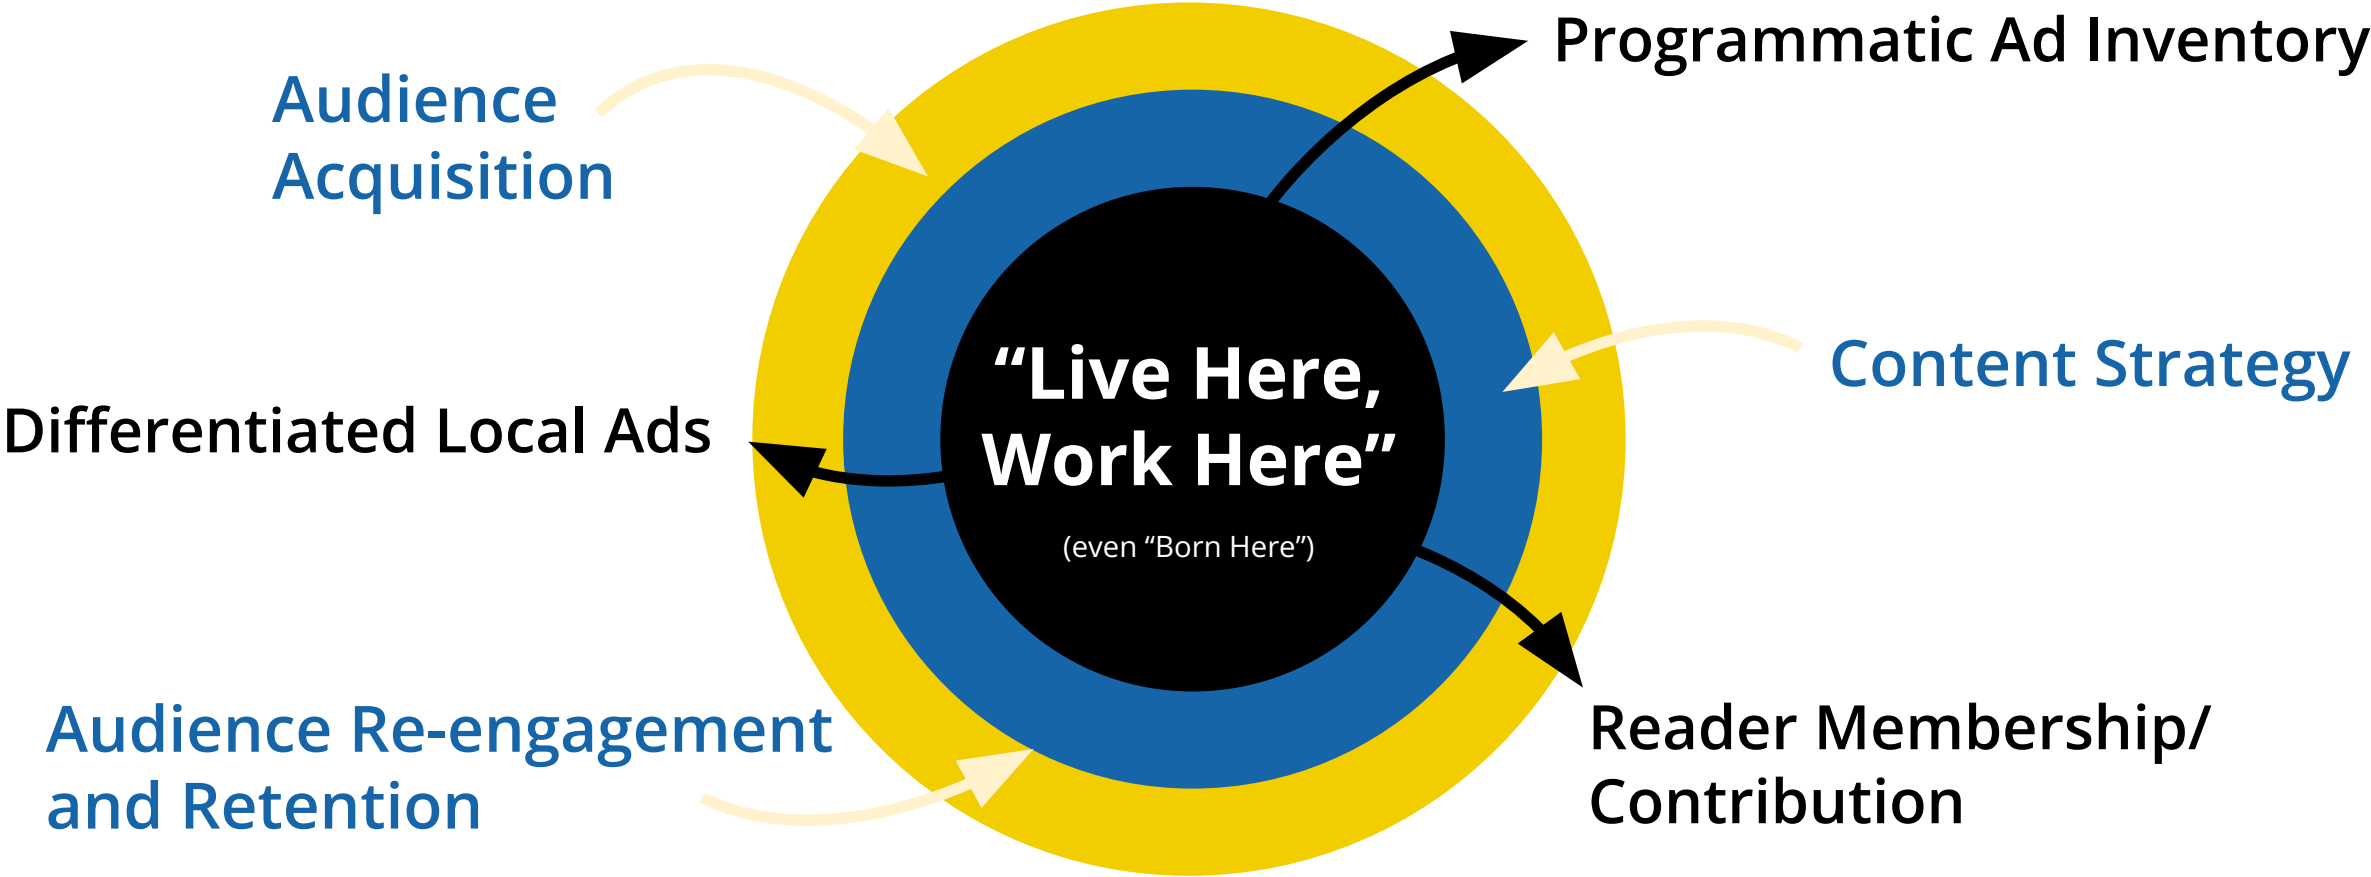 Programmatic Ad Inventory
Audience
Acquisition
Content Strategy
“Live Here,
Work Here”
(even “Born Here”)
Differentiated Local Ads
Audience Re-engagement
and Retention
Reader Membership/
Contribution